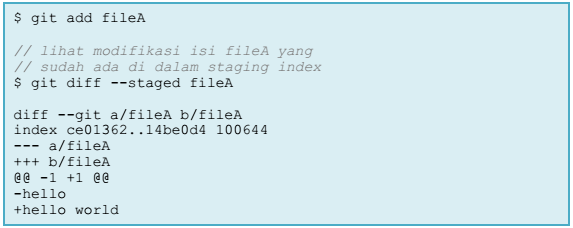 $ git add fileA
// lihat modifikasi isi fileA yang
// sudah ada di dalam staging index
$ git diff --staged fileA
diff --git a/fileA b/fileA
index ce01362..14be0d4 100644
--- a/fileA
+++ b/fileA
@@ -1 +1 @@
-hello
+hello world